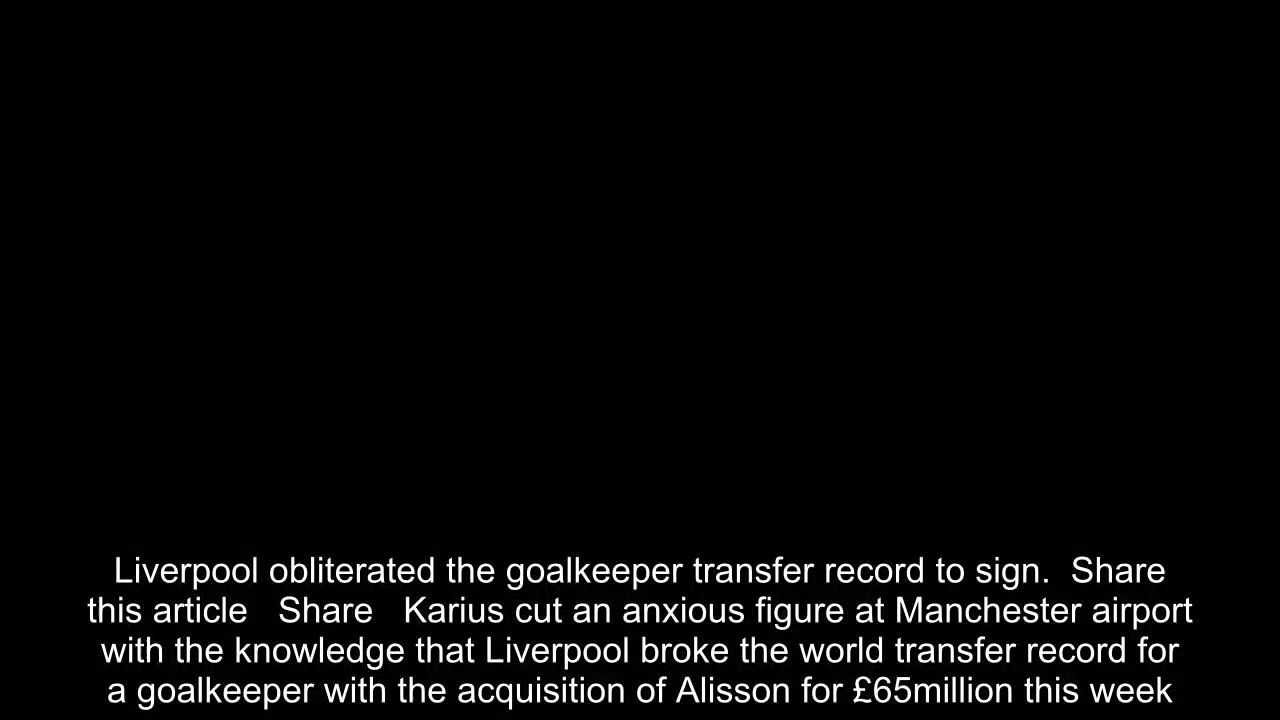 Liverpool obliterated the goalkeeper transfer record to sign.  Share
this article   Share   Karius cut an anxious figure at Manchester airport
with the knowledge that Liverpool broke the world transfer record for
a goalkeeper with the acquisition of Alisson for £65million this week